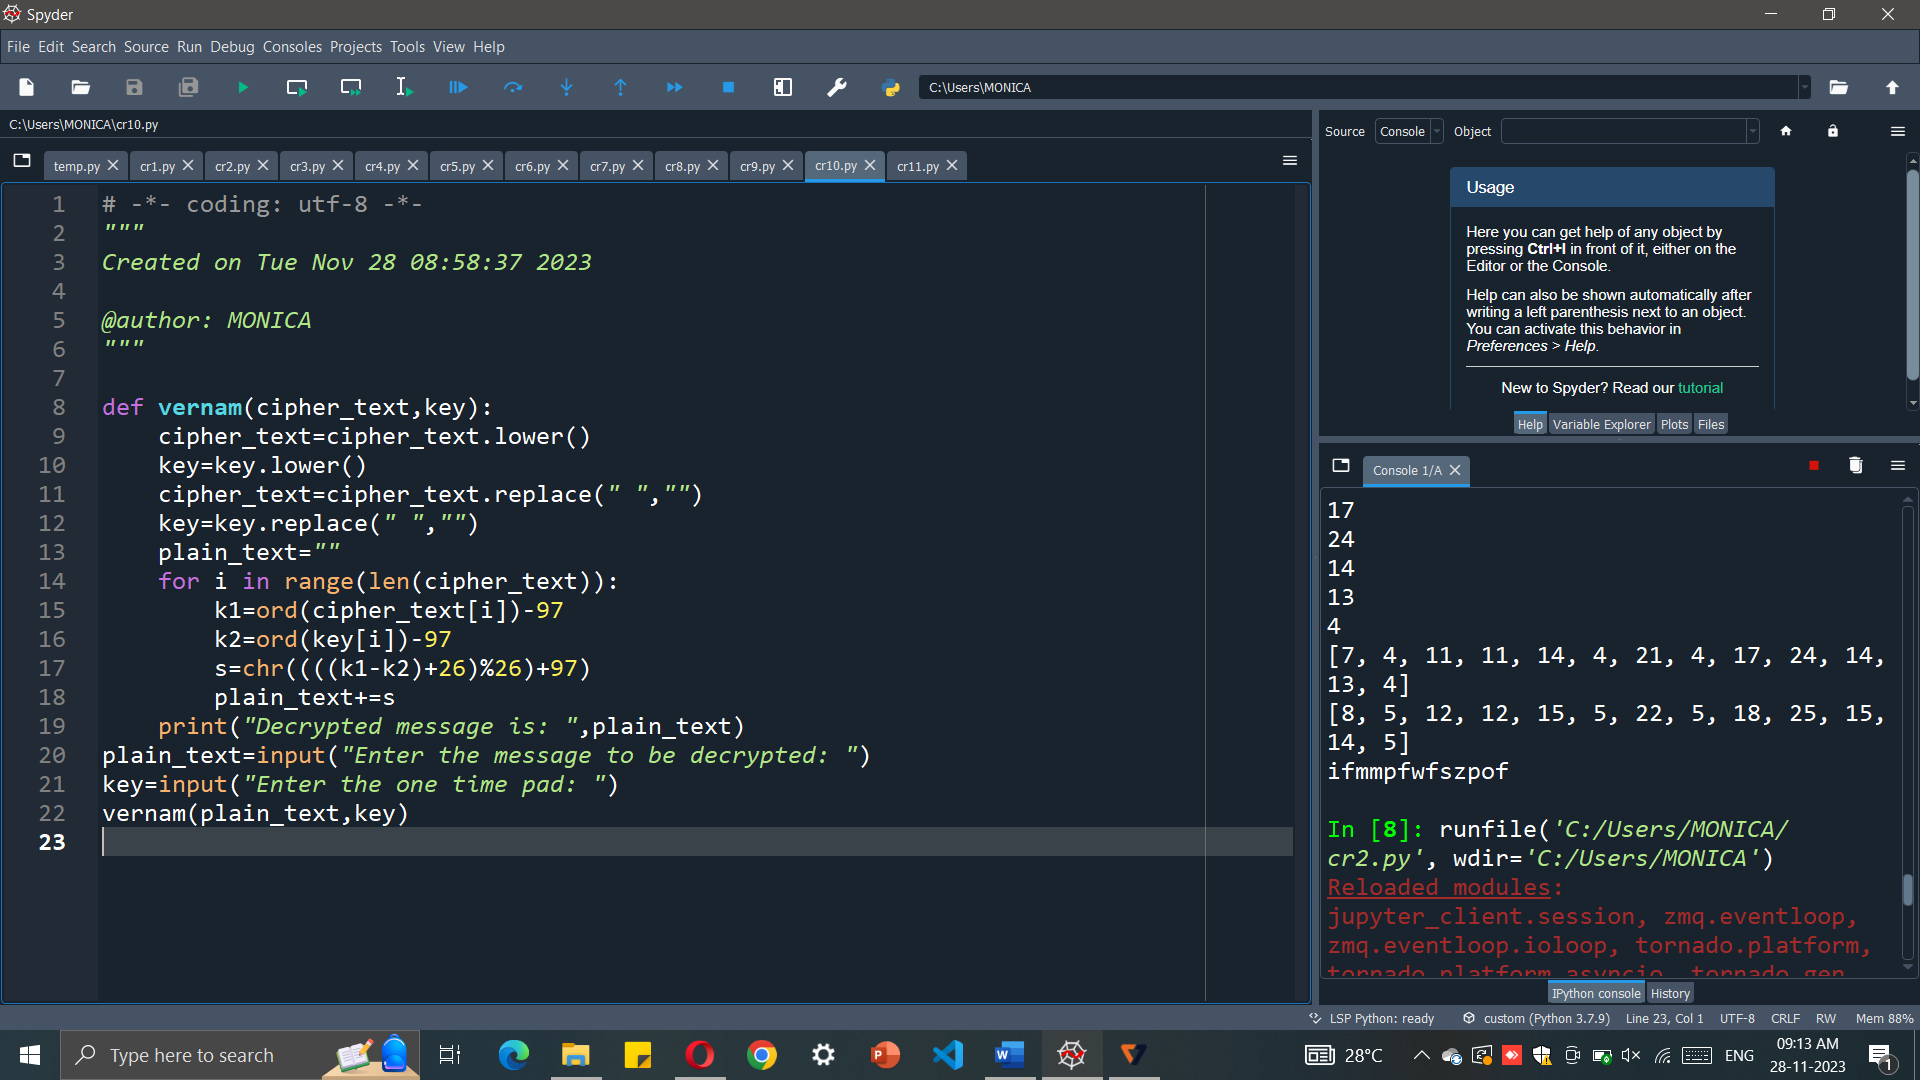 Spyder
File Edit Search Source Run Debug Consoles Projects Tools View Help
C:\Users\MONICA
C:\Users\MONICA\cr10.py
temp.py cr1.py cr2.py cr3.py cr4.py cr5.py cr6.py cr7.py cr8.py cr9.py cr10.py cr11.py
1 # -*- coding: utf-8 -*-
2 """
3 Created on Tue Nov 28 08:58:37 2023
4
5 @author: MONICA
6 """
7
8 def vernam(cipher_text,key):
9     cipher_text=cipher_text.lower()
10     key=key.lower()
11     cipher_text=cipher_text.replace(" ","")
12     key=key.replace(" ","")
13     plain_text=""
14     for i in range(len(cipher_text)):
15         k1=ord(cipher_text[i])-97
16         k2=ord(key[i])-97
17         s=chr((((k1-k2)+26)%26)+97)
18         plain_text+=s
19     print("Decrypted message is: ",plain_text)
20 plain_text=input("Enter the message to be decrypted: ")
21 key=input("Enter the one time pad: ")
22 vernam(plain_text,key)
23
Source Console Object
Usage
Here you can get help of any object by
pressing Ctrl+I in front of it, either on the
Editor or the Console.
Help can also be shown automatically after
writing a left parenthesis next to an object.
You can activate this behavior in
Preferences > Help.
New to Spyder? Read our tutorial
Help Variable Explorer Plots Files
Console 1/A
17
24
14
13
4
[7, 4, 11, 11, 14, 4, 21, 4, 17, 24, 14,
13, 4]
[8, 5, 12, 12, 15, 5, 22, 5, 18, 25, 15,
14, 5]
ifmmpfwfszpof
In [8]: runfile('C:/Users/MONICA/
cr2.py', wdir='C:/Users/MONICA')
Reloaded modules:
jupyter_client.session, zmq.eventloop,
zmq.eventloop.ioloop, tornado.platform,
tornado.platform.asyncio, tornado.gen,
IPython console History
LSP Python: ready custom (Python 3.7.9) Line 23, Col 1 UTF-8 CRLF RW Mem 88%
Type here to search
28°C ENG
09:13 AM
28-11-2023
1